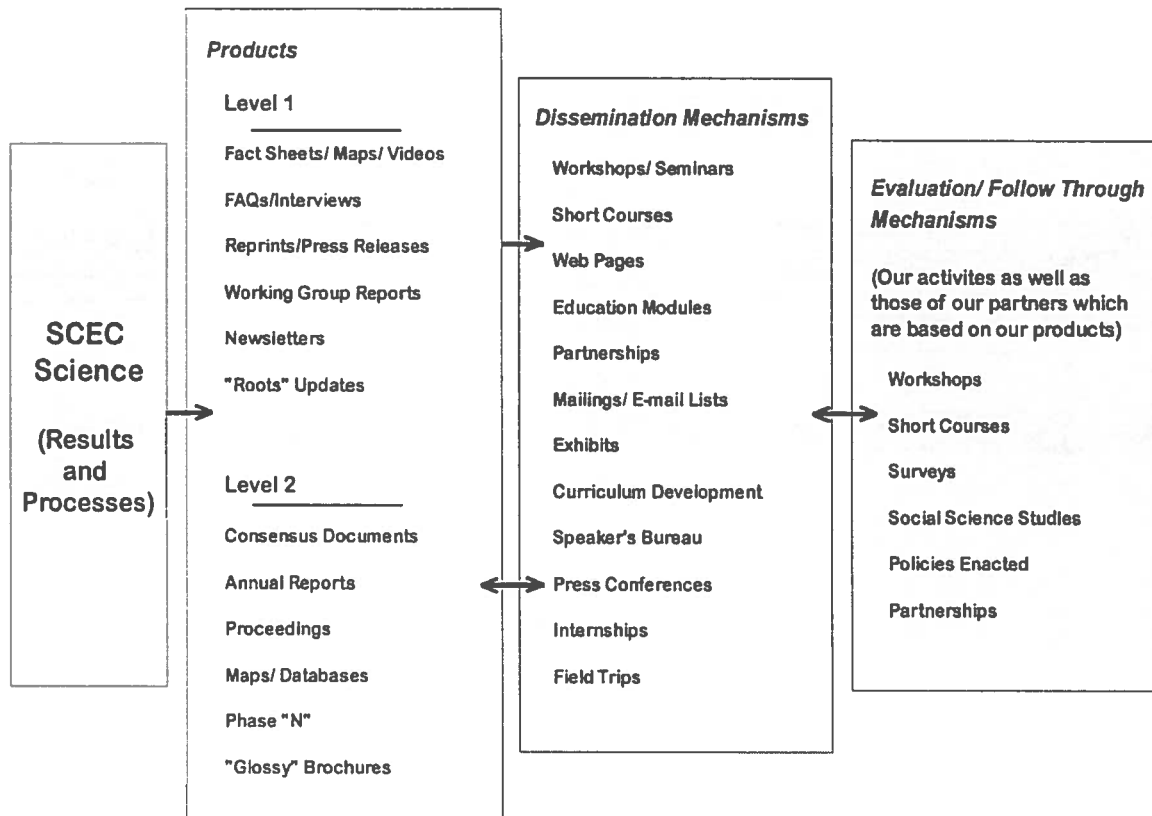 SCEC
Science
(Results
and
Processes)
Products
Level 1
Fact Sheets/ Maps/ Videos
FAQs/Interviews
Reprints/Press Releases
Working Group Reports
Newsletters
"Roots" Updates
Level 2
Consensus Documents
Annual Reports
Proceedings
Maps/ Databases
Phase "N"
"Glossy" Brochures
Dissemination Mechanisms
Workshops/ Seminars
Short Courses
Web Pages
Education Modules
Partnerships
Mailings/ E-mail Lists
Exhibits
Curriculum Development
Speaker's Bureau
Press Conferences
Internships
Field Trips
Evaluation/ Follow Through
Mechanisms
(Our activites as well as
those of our partners which
are based on our products)
Workshops
Short Courses
Surveys
Social Science Studies
Policies Enacted
Partnerships